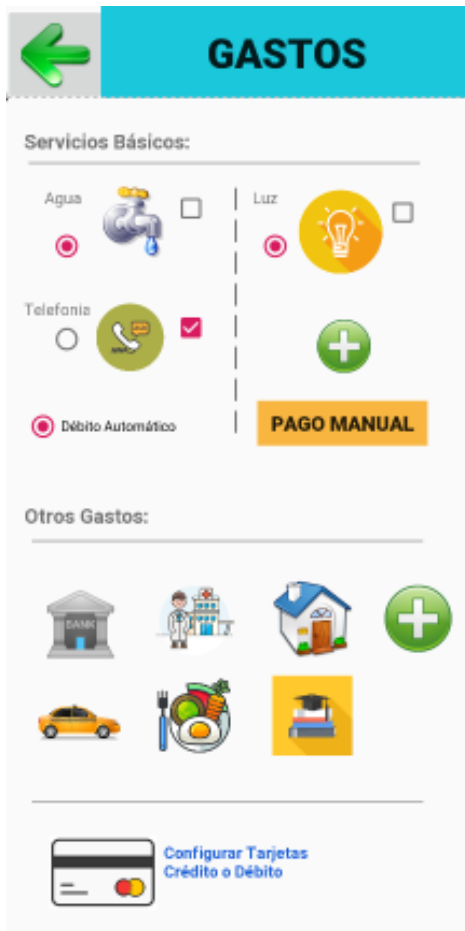 GASTOS
Servicios Básicos:
Agua
Luz
Telefonia
Débito Automático
PAGO MANUAL
Otros Gastos:
BANK
Configurar Tarjetas
Crédito o Débito